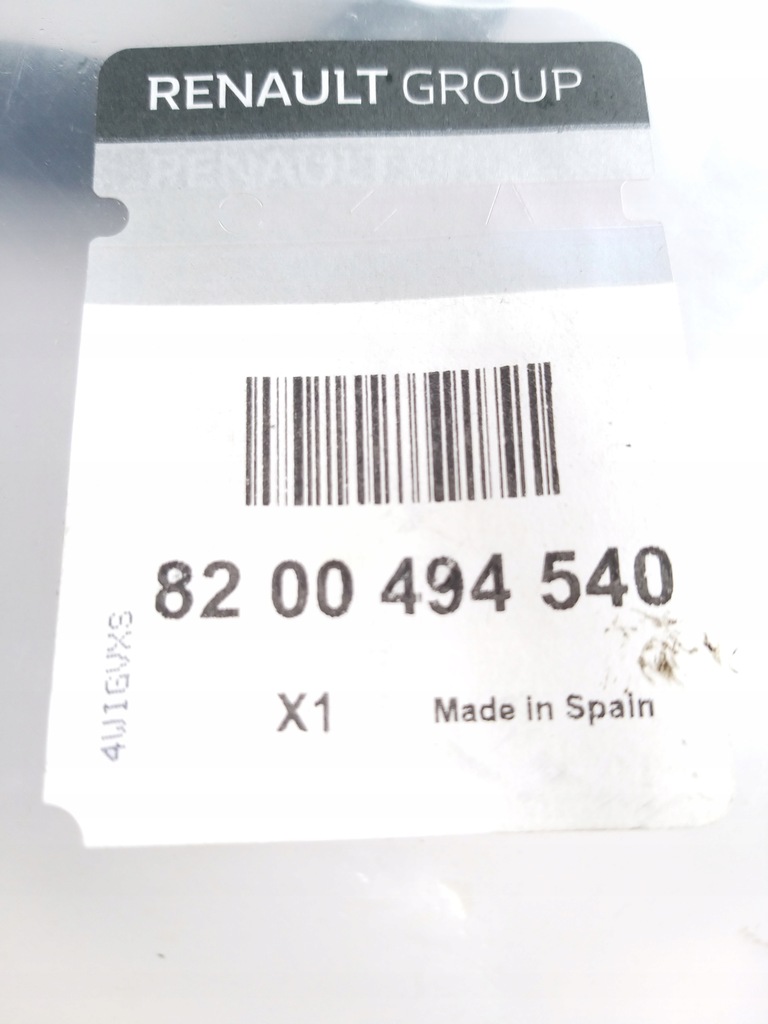 RENAULT GROUP
82 00 494 540
X1
Made in Spain
4WIGVXS